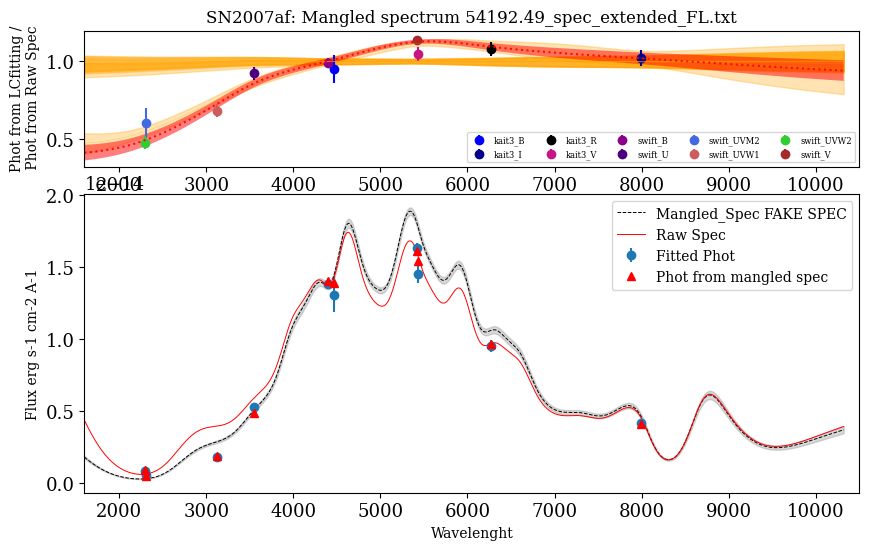 SN2007af: Mangled spectrum 54192.49_spec_extended_FL.txt
Phot from LCfitting /
Phot from Raw Spec
1.0
0.5
kait3_B
kait3_R
swift_B
swift_UVM2
swift_UVW2
kait3_I
kait3_V
swift_U
swift_UVW1
swift_V
2000 3000 4000 5000 6000 7000 8000 9000 10000
1e−14
Flux erg s-1 cm-2 A-1
2.0
1.5
1.0
0.5
0.0
Mangled_Spec FAKE SPEC
Raw Spec
Fitted Phot
Phot from mangled spec
2000 3000 4000 5000 6000 7000 8000 9000 10000
Wavelenght